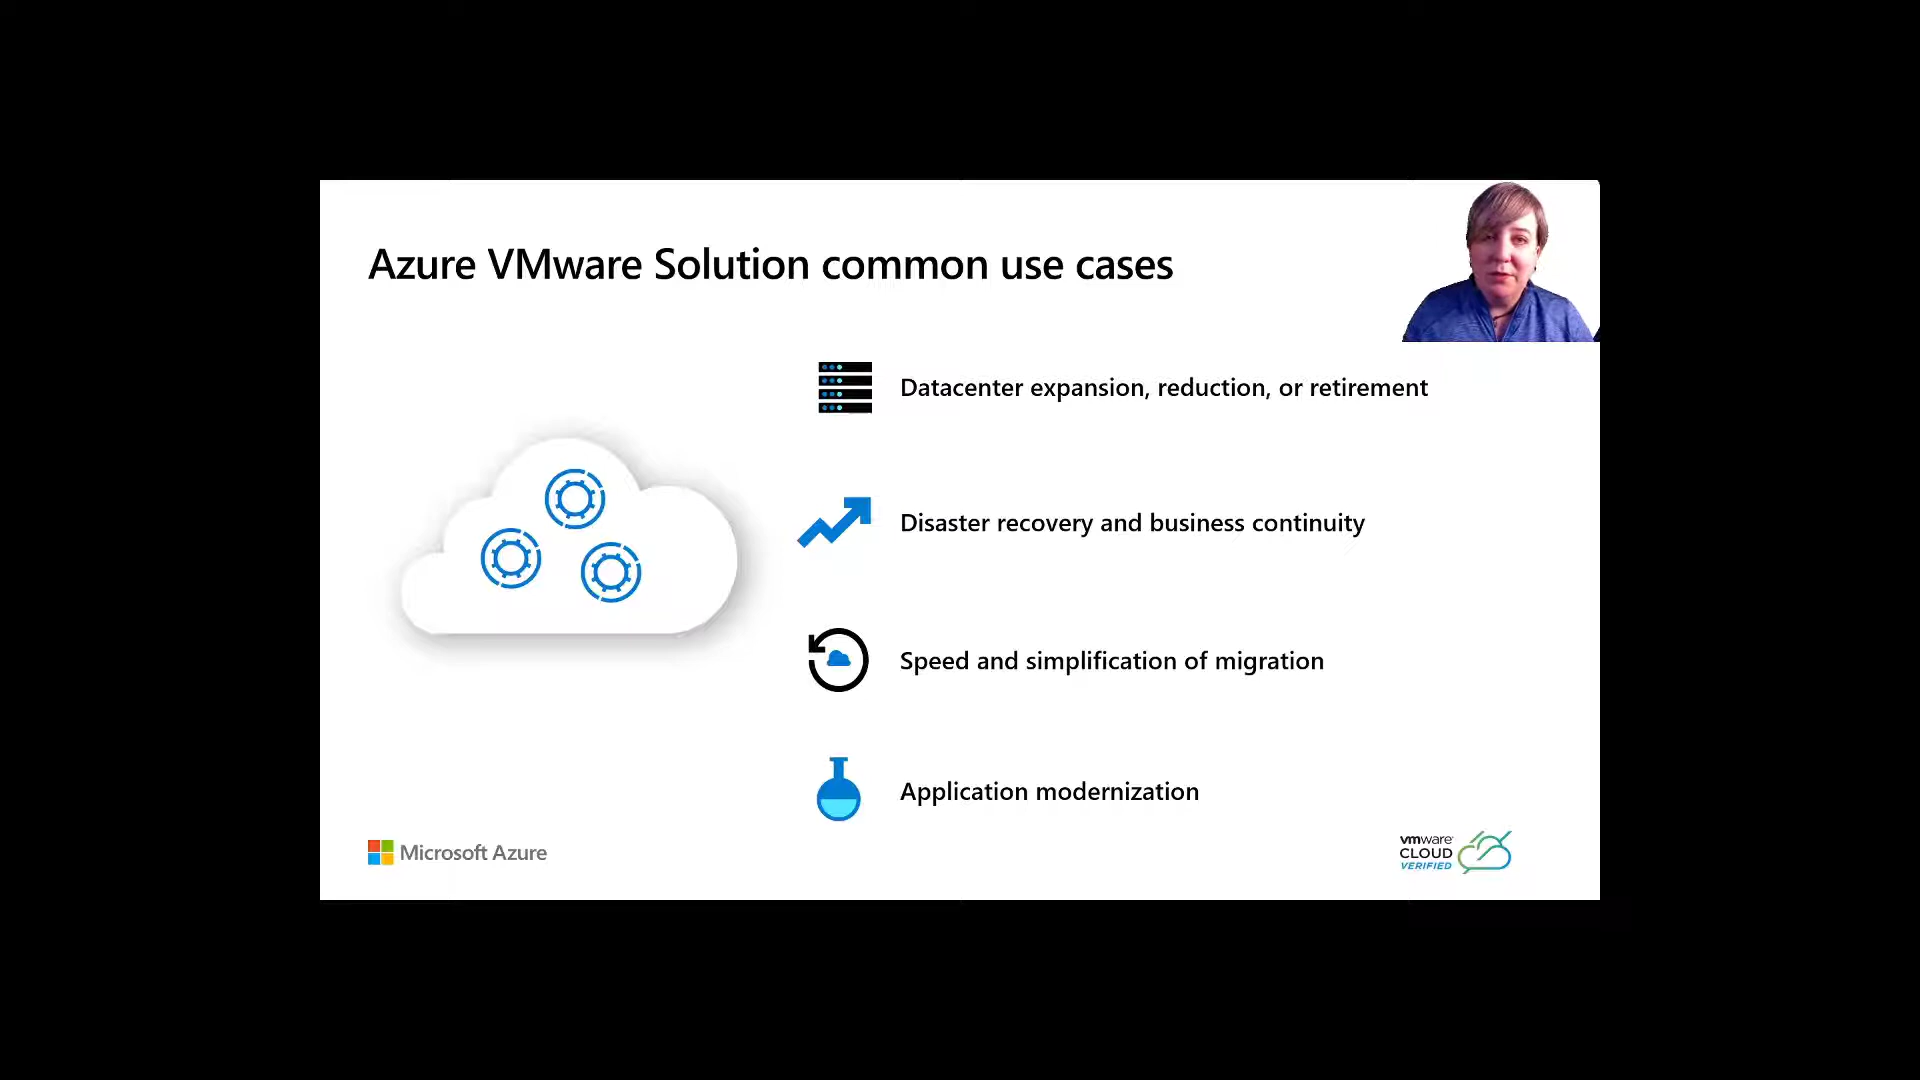 Azure VMware Solution common use cases
Datacenter expansion, reduction, or retirement
Disaster recovery and business continuity
Speed and simplification of migration
Application modernization
Microsoft Azure
vmware
CLOUD
VERIFIED